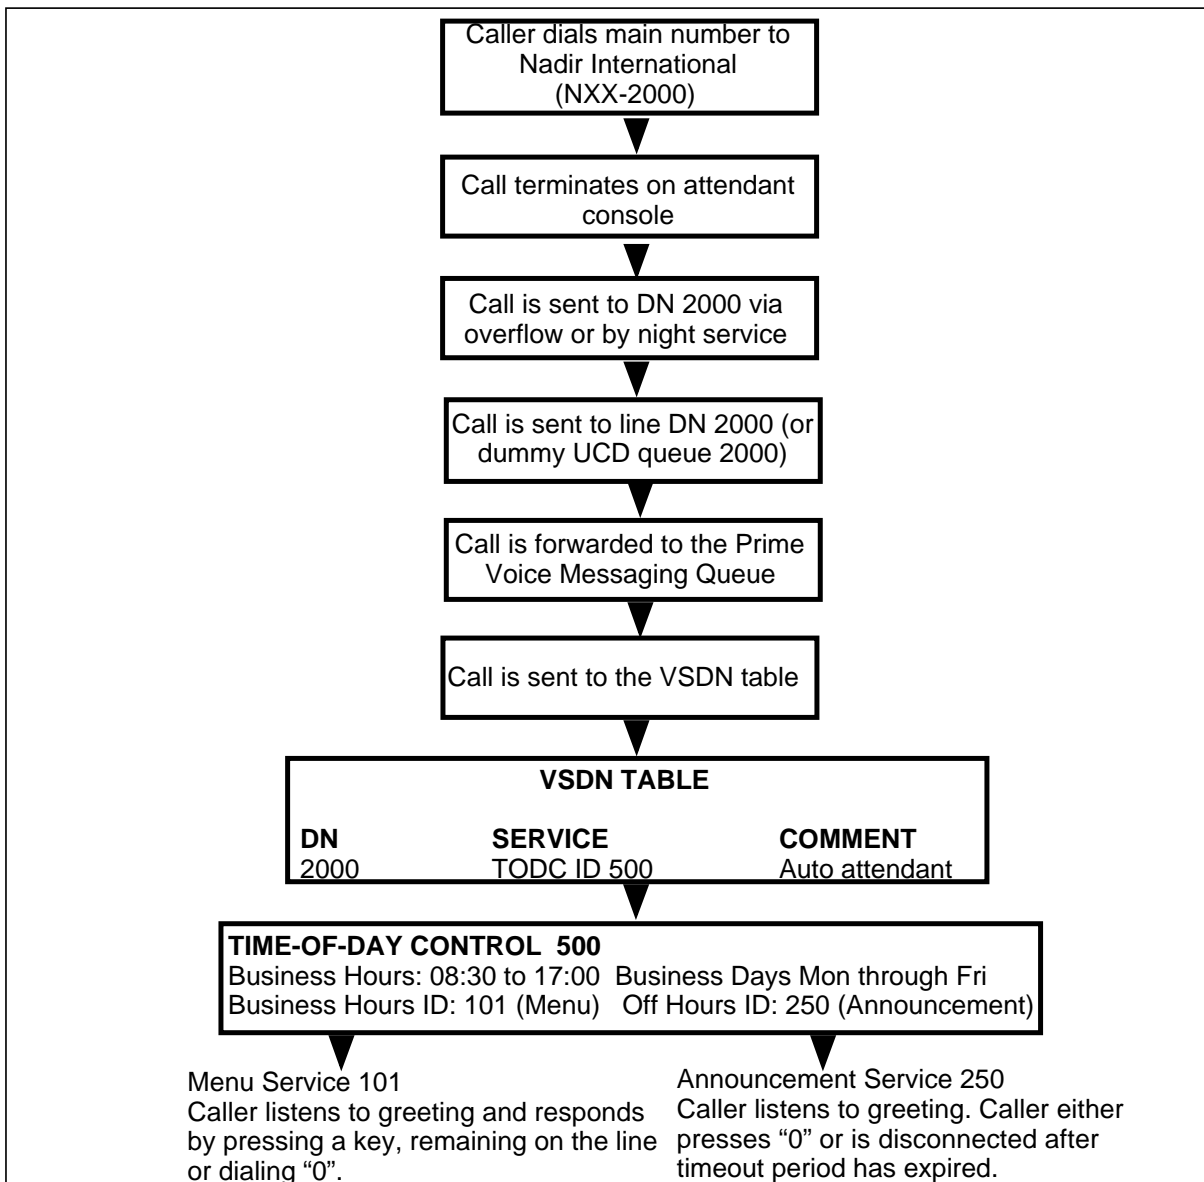 Caller dials main number to
Nadir International
(NXX-2000)
Call terminates on attendant
console
Call is sent to DN 2000 via
overflow or by night service
Call is sent to line DN 2000 (or
dummy UCD queue 2000)
Call is forwarded to the Prime
Voice Messaging Queue
Call is sent to the VSDN table
VSDN TABLE
DN SERVICE COMMENT
2000 TODC ID 500 Auto attendant
TIME-OF-DAY CONTROL 500
Business Hours: 08:30 to 17:00 Business Days Mon through Fri
Business Hours ID: 101 (Menu) Off Hours ID: 250 (Announcement)
Menu Service 101
Caller listens to greeting and responds
by pressing a key, remaining on the line
or dialing “0”.
Announcement Service 250
Caller listens to greeting. Caller either
presses “0” or is disconnected after
timeout period has expired.